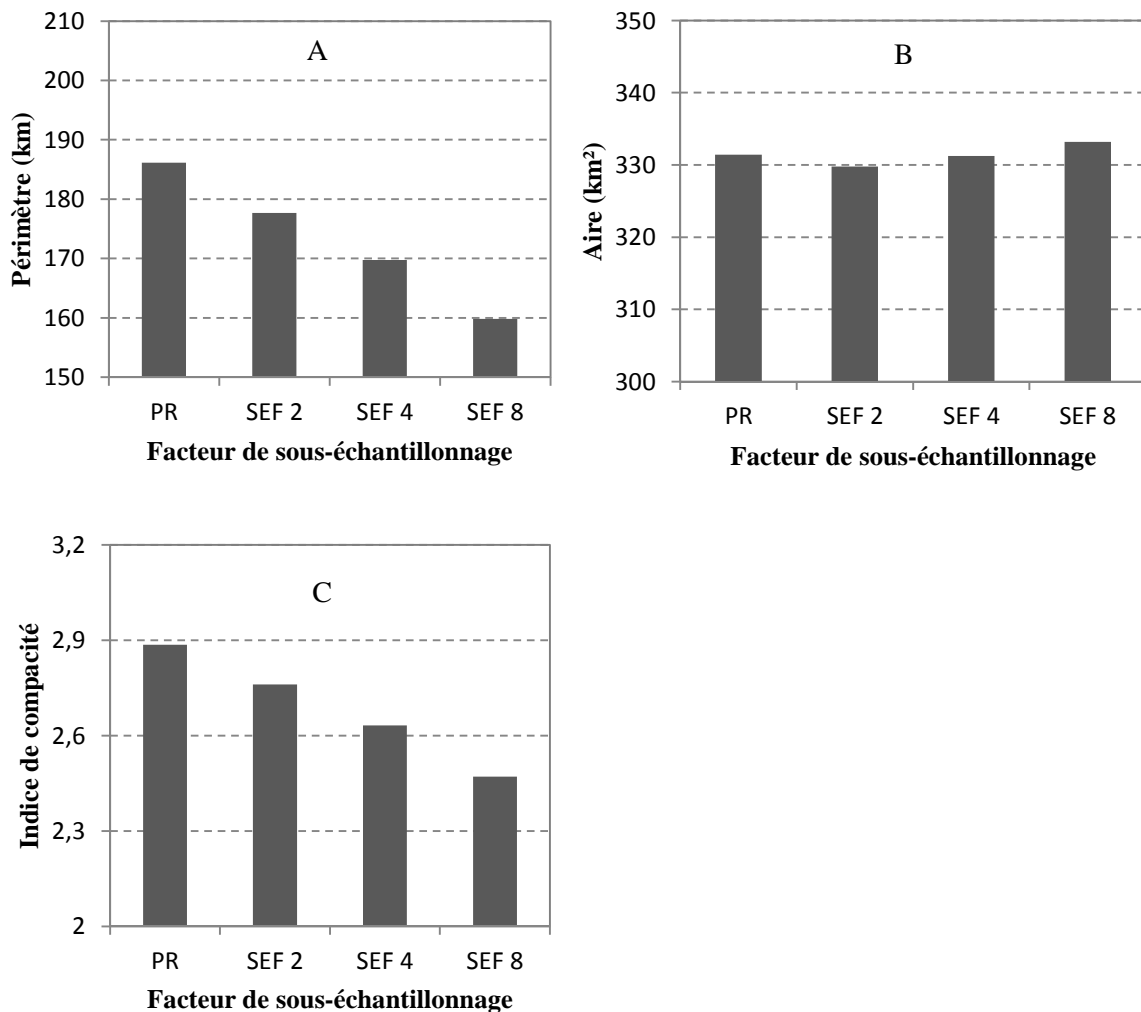 A
Périmètre (km)
210
200
190
180
170
160
150
PR SEF 2 SEF 4 SEF 8
Facteur de sous-échantillonnage
B
Aire (km²)
350
340
330
320
310
300
PR SEF 2 SEF 4 SEF 8
Facteur de sous-échantillonnage
C
Indice de compacité
3,2
2,9
2,6
2,3
2
PR SEF 2 SEF 4 SEF 8
Facteur de sous-échantillonnage